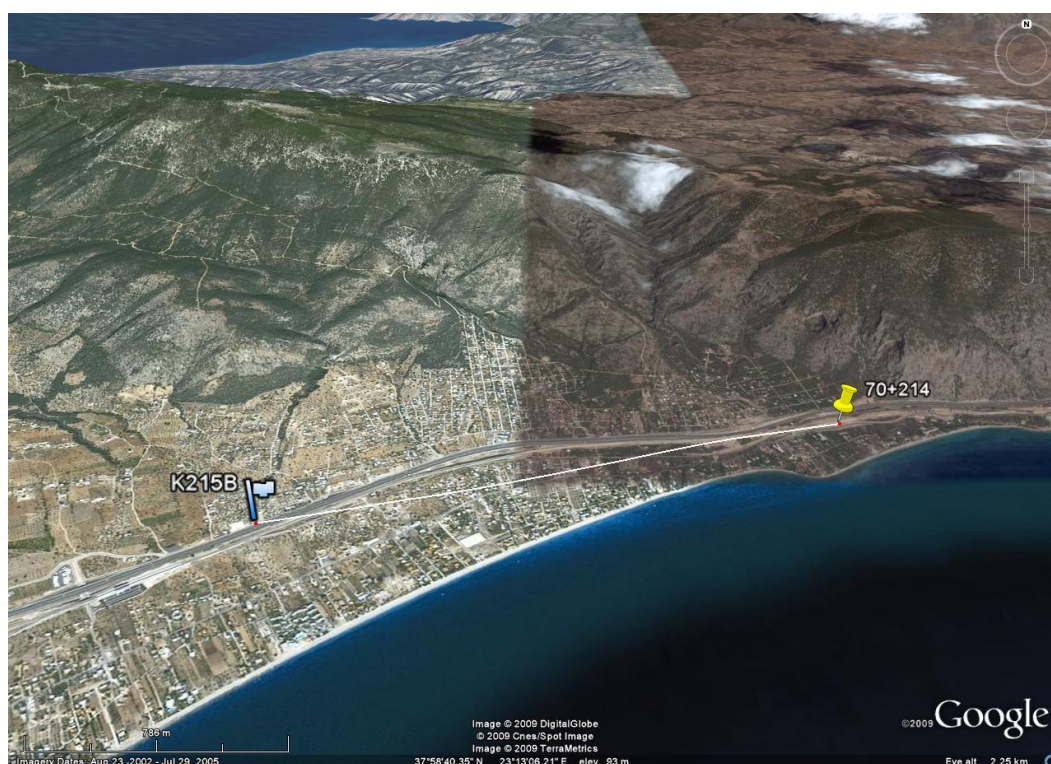 N
70+214
K215B
©2009 Google
786 m
Image © 2009 DigitalGlobe
© 2009 Cnes/Spot Image
Image © 2009 TerraMetrics
Imagery Dates: Aug 23, 2002 - Jul 29, 2005
37°58'40.35" N 23°13'06.21" E elev 93 m
Eye alt 2.25 km